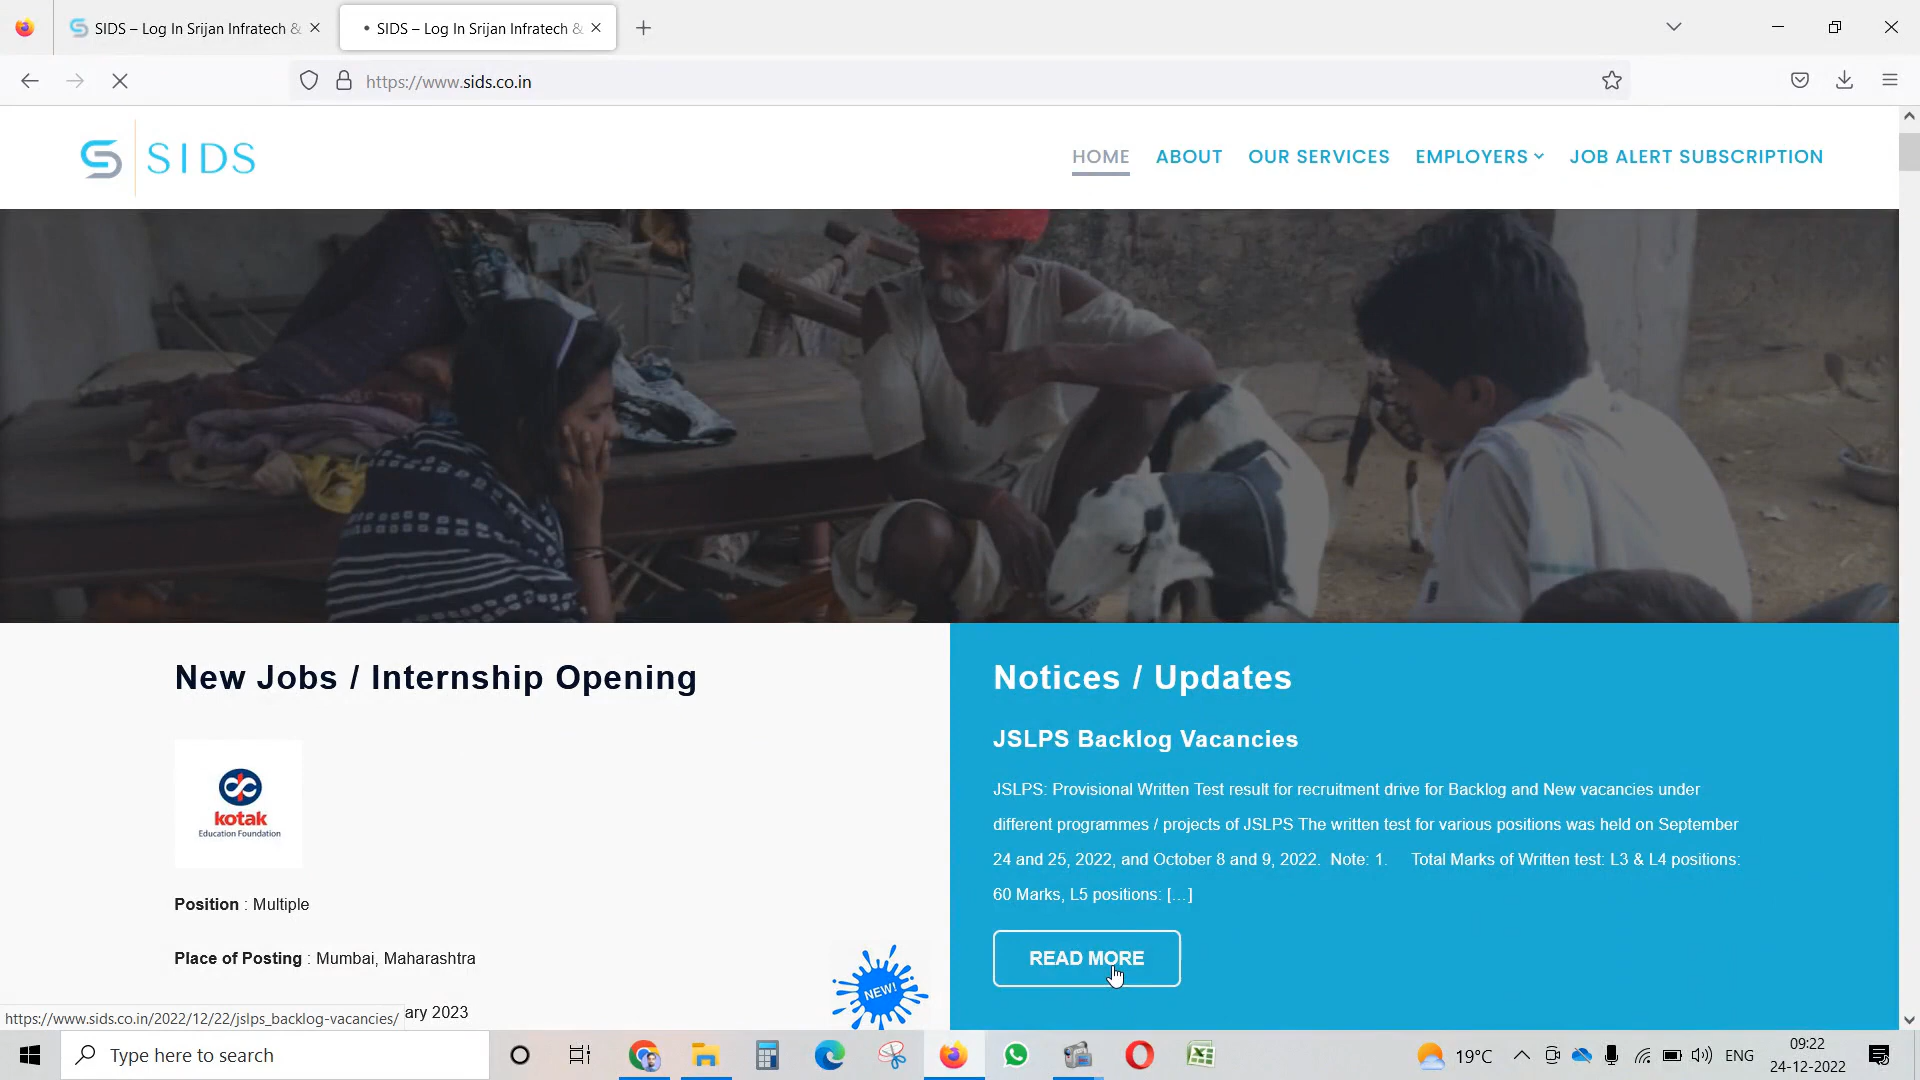 SIDS – Log In Srijan Infratech &
SIDS – Log In Srijan Infratech &
https://www.sids.co.in
SIDS
HOME
ABOUT
OUR SERVICES
EMPLOYERS
JOB ALERT SUBSCRIPTION
New Jobs / Internship Opening
kotak
Education Foundation
Position : Multiple
Place of Posting : Mumbai, Maharashtra
ary 2023
NEW!
Notices / Updates
JSLPS Backlog Vacancies
JSLPS: Provisional Written Test result for recruitment drive for Backlog and New vacancies under
different programmes / projects of JSLPS The written test for various positions was held on September
24 and 25, 2022, and October 8 and 9, 2022. Note: 1. Total Marks of Written test: L3 & L4 positions:
60 Marks, L5 positions: […]
READ MORE
https://www.sids.co.in/2022/12/22/jslps_backlog-vacancies/
Type here to search
19°C
ENG
09:22
24-12-2022